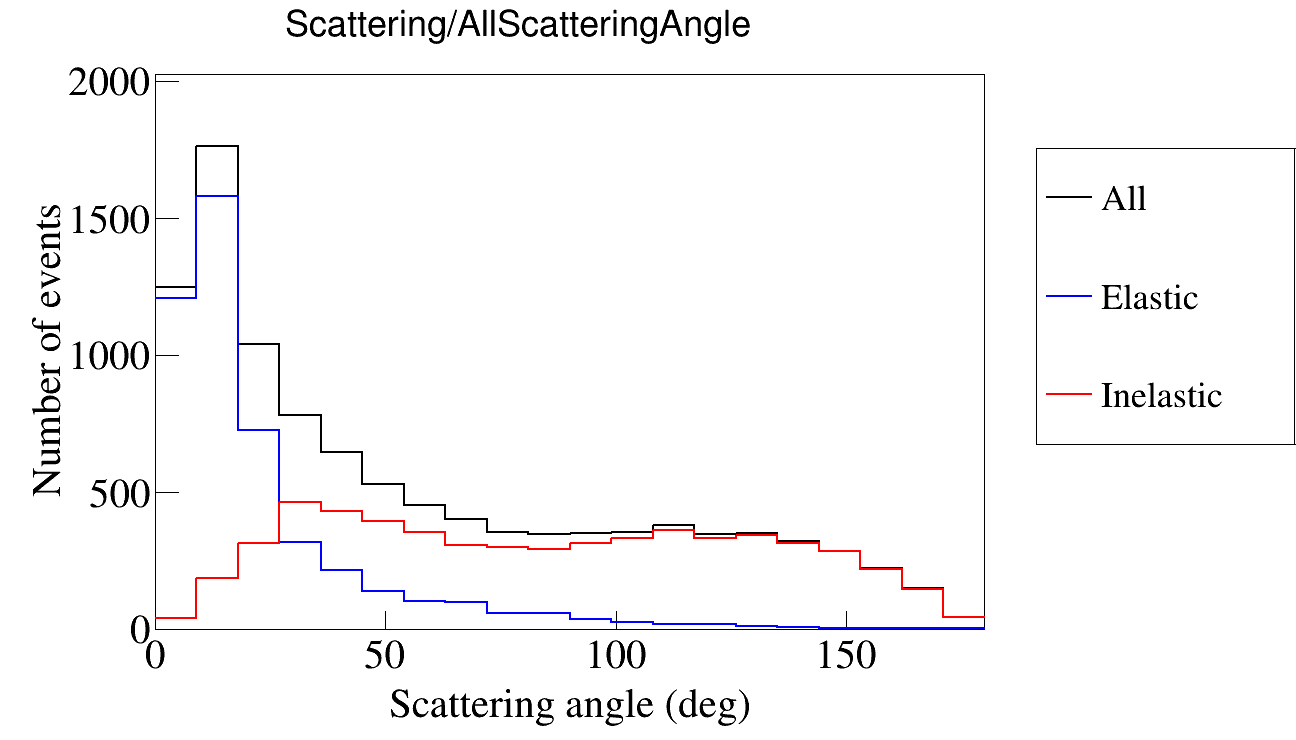 Scattering/AllScatteringAngle
2000
1500
1000
500
0
Number of events
0 50 100 150
Scattering angle (deg)
All
Elastic
Inelastic